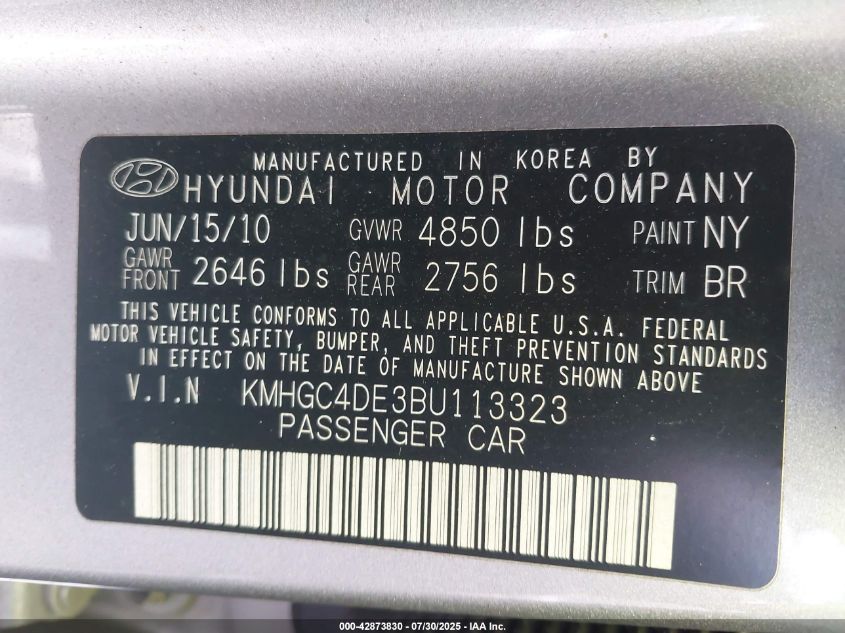 MANUFACTURED IN KOREA BY
HYUNDAI MOTOR COMPANY
JUN/15/10 GVWR 4850 lbs PAINT NY
GAWR FRONT 2646 lbs GAWR REAR 2756 lbs TRIM BR
THIS VEHICLE CONFORMS TO ALL APPLICABLE U.S.A. FEDERAL
MOTOR VEHICLE SAFETY, BUMPER, AND THEFT PREVENTION STANDARDS
IN EFFECT ON THE DATE OF MANUFACTURE SHOWN ABOVE
V.I.N KMHGC4DE3BU113323
PASSENGER CAR
000-42873830 - 07/30/2025 - IAA Inc.